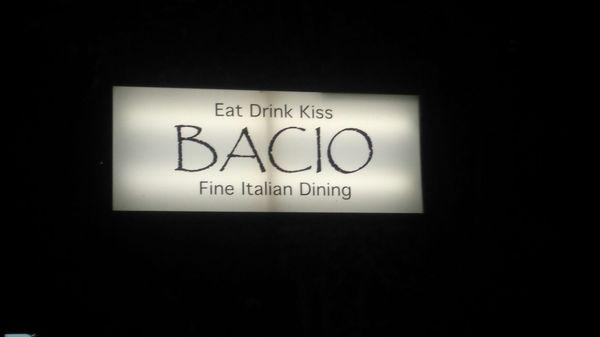 Eat Drink Kiss
BACIO
Fine Italian Dining